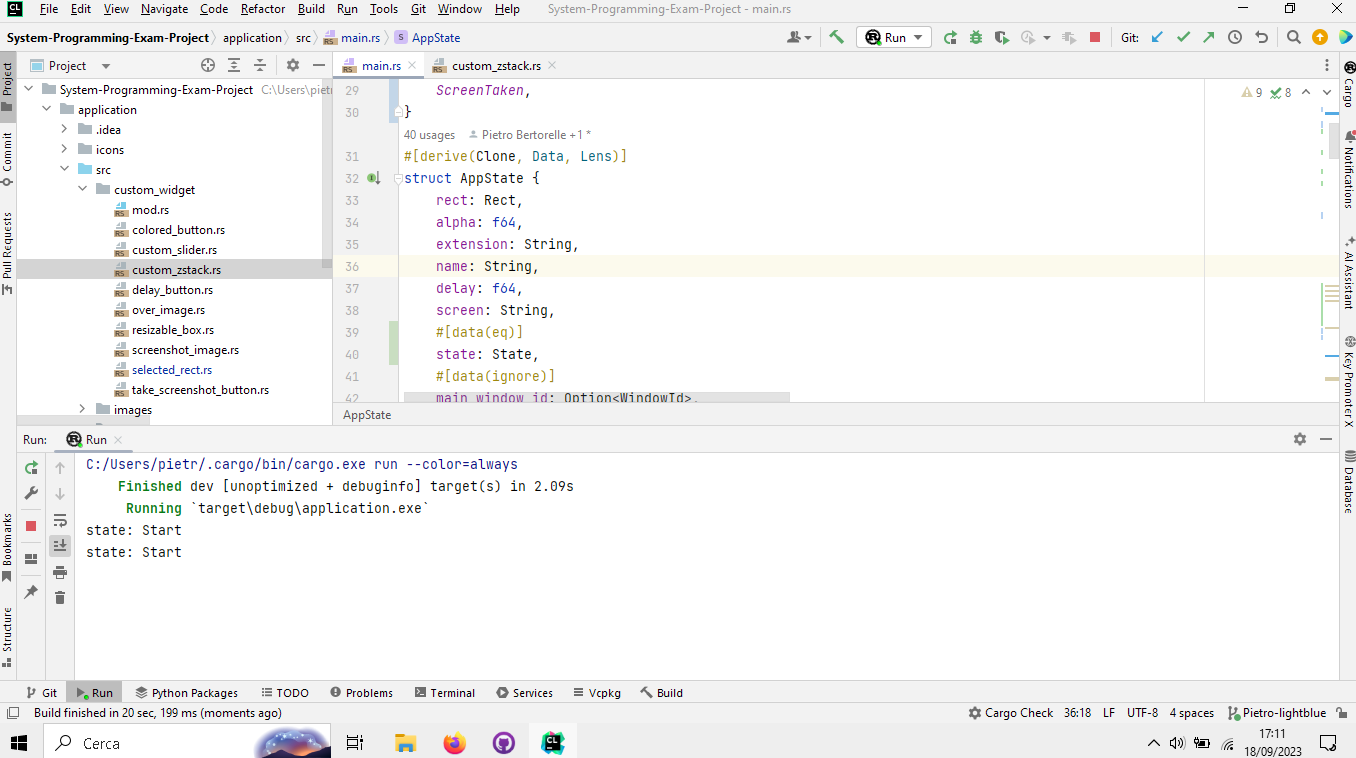 CL File Edit View Navigate Code Refactor Build Run Tools Git Window Help System-Programming-Exam-Project - main.rs
System-Programming-Exam-Project application src main.rs S AppState Run Git:
Project
main.rs custom_zstack.rs
System-Programming-Exam-Project C:\Users\pietr
application
.idea
icons
src
custom_widget
mod.rs
colored_button.rs
custom_slider.rs
custom_zstack.rs
delay_button.rs
over_image.rs
resizable_box.rs
screenshot_image.rs
selected_rect.rs
take_screenshot_button.rs
images
29 ScreenTaken,
30 }
40 usages Pietro Bertorelle +1 *
31 #[derive(Clone, Data, Lens)]
32 struct AppState {
33 rect: Rect,
34 alpha: f64,
35 extension: String,
36 name: String,
37 delay: f64,
38 screen: String,
39 #[data(eq)]
40 state: State,
41 #[data(ignore)]
42 main_window_id: Option<WindowId>,
9 8
AppState
Project
Commit
Pull Requests
Bookmarks
Structure
Cargo
Notifications
AI Assistant
Key Promoter X
Database
Run: Run
C:/Users/pietr/.cargo/bin/cargo.exe run --color=always
Finished dev [unoptimized + debuginfo] target(s) in 2.09s
Running `target\debug\application.exe`
state: Start
state: Start
Git Run Python Packages TODO Problems Terminal Services Vcpkg Build
Build finished in 20 sec, 199 ms (moments ago) Cargo Check 36:18 LF UTF-8 4 spaces Pietro-lightblue
Cerca CL 17:11
18/09/2023